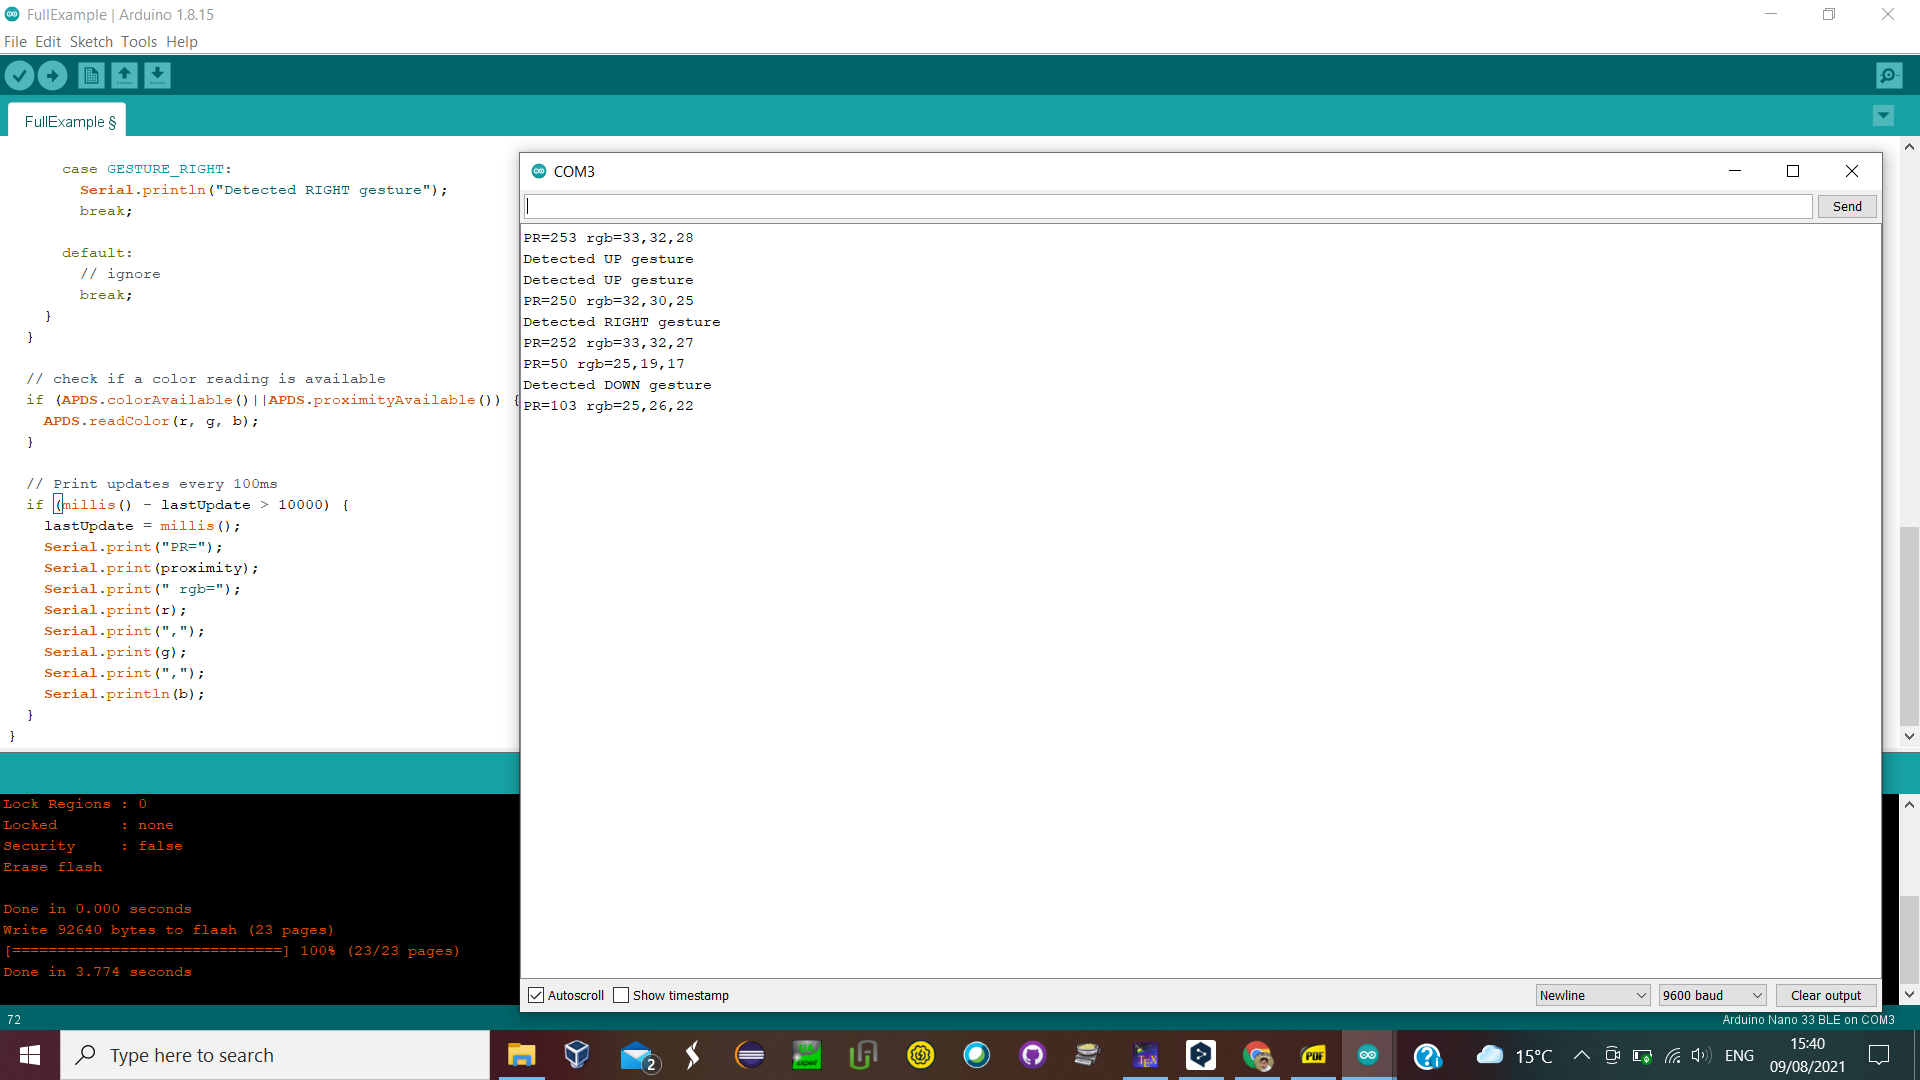 FullExample | Arduino 1.8.15
File Edit Sketch Tools Help
FullExample §
case GESTURE_RIGHT:
Serial.println("Detected RIGHT gesture");
break;
default:
// ignore
break;
}
}
// check if a color reading is available
if (APDS.colorAvailable()||APDS.proximityAvailable()) {
APDS.readColor(r, g, b);
}
// Print updates every 100ms
if (millis() - lastUpdate > 10000) {
lastUpdate = millis();
Serial.print("PR=");
Serial.print(proximity);
Serial.print(" rgb=");
Serial.print(r);
Serial.print(",");
Serial.print(g);
Serial.print(",");
Serial.println(b);
}
}
COM3
Send
PR=253 rgb=33,32,28
Detected UP gesture
Detected UP gesture
PR=250 rgb=32,30,25
Detected RIGHT gesture
PR=252 rgb=33,32,27
PR=50 rgb=25,19,17
Detected DOWN gesture
PR=103 rgb=25,26,22
Autoscroll Show timestamp Newline 9600 baud Clear output
Lock Regions : 0
Locked : none
Security : false
Erase flash
Done in 0.000 seconds
Write 92640 bytes to flash (23 pages)
[==============================] 100% (23/23 pages)
Done in 3.774 seconds
72 Arduino Nano 33 BLE on COM3
Type here to search
2
PDF
15°C
ENG
15:40
09/08/2021